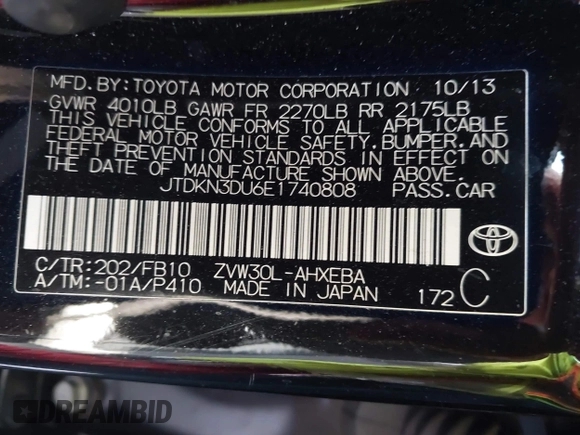 MFD.BY:TOYOTA MOTOR CORPORATION 10/13
GVWR 4010LB GAWR FR 2270LB RR 2175LB
THIS VEHICLE CONFORMS TO ALL APPLICABLE
FEDERAL MOTOR VEHICLE SAFETY,BUMPER,AND
THEFT PREVENTION STANDARDS IN EFFECT ON
THE DATE OF MANUFACTURE SHOWN ABOVE.
JTDKN3DU6E1740808 PASS.CAR
C/TR:202/FB10 ZVW30L-AHXEBA
A/TM:-01A/P410 MADE IN JAPAN 172 C
DREAMBID